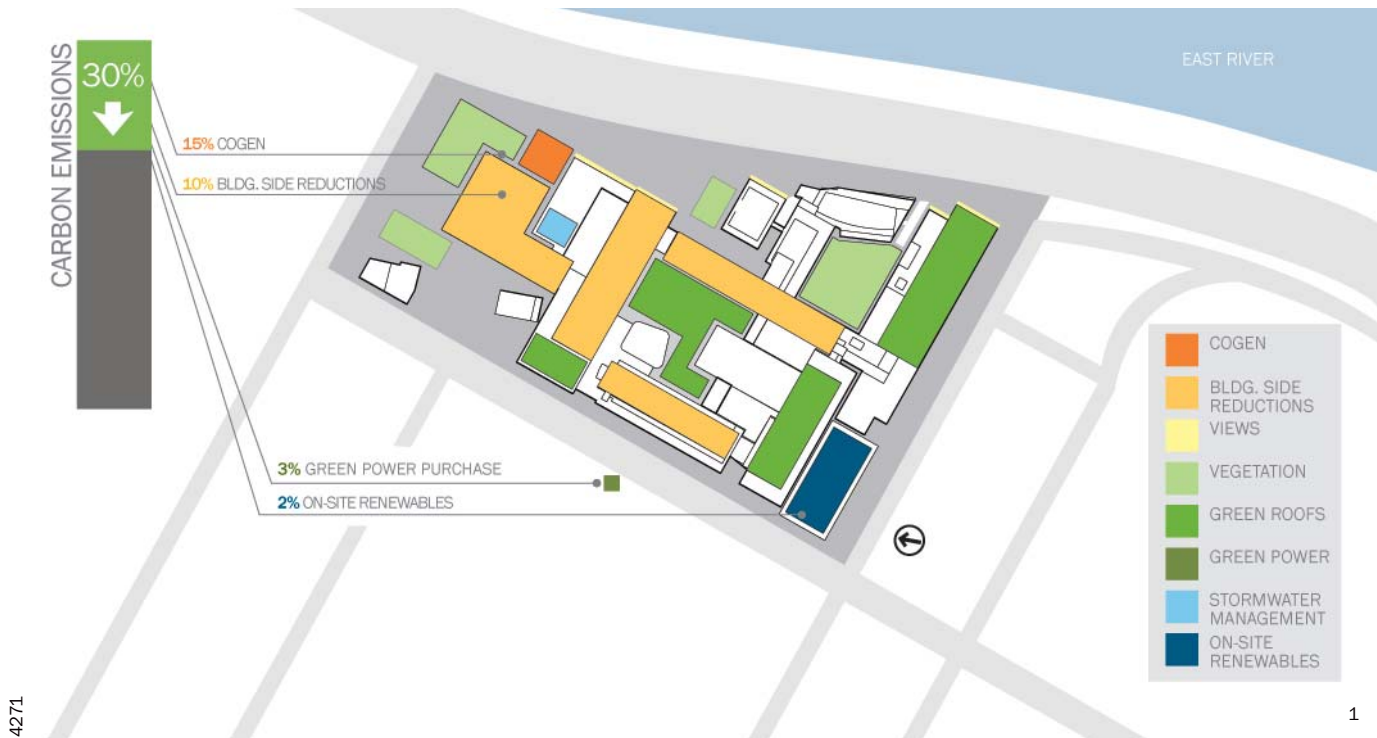 CARBON EMISSIONS
30%
EAST RIVER
15% COGEN
10% BLDG. SIDE REDUCTIONS
3% GREEN POWER PURCHASE
2% ON-SITE RENEWABLES
COGEN
BLDG. SIDE
REDUCTIONS
VIEWS
VEGETATION
GREEN ROOFS
GREEN POWER
STORMWATER
MANAGEMENT
ON-SITE
RENEWABLES
4271
1